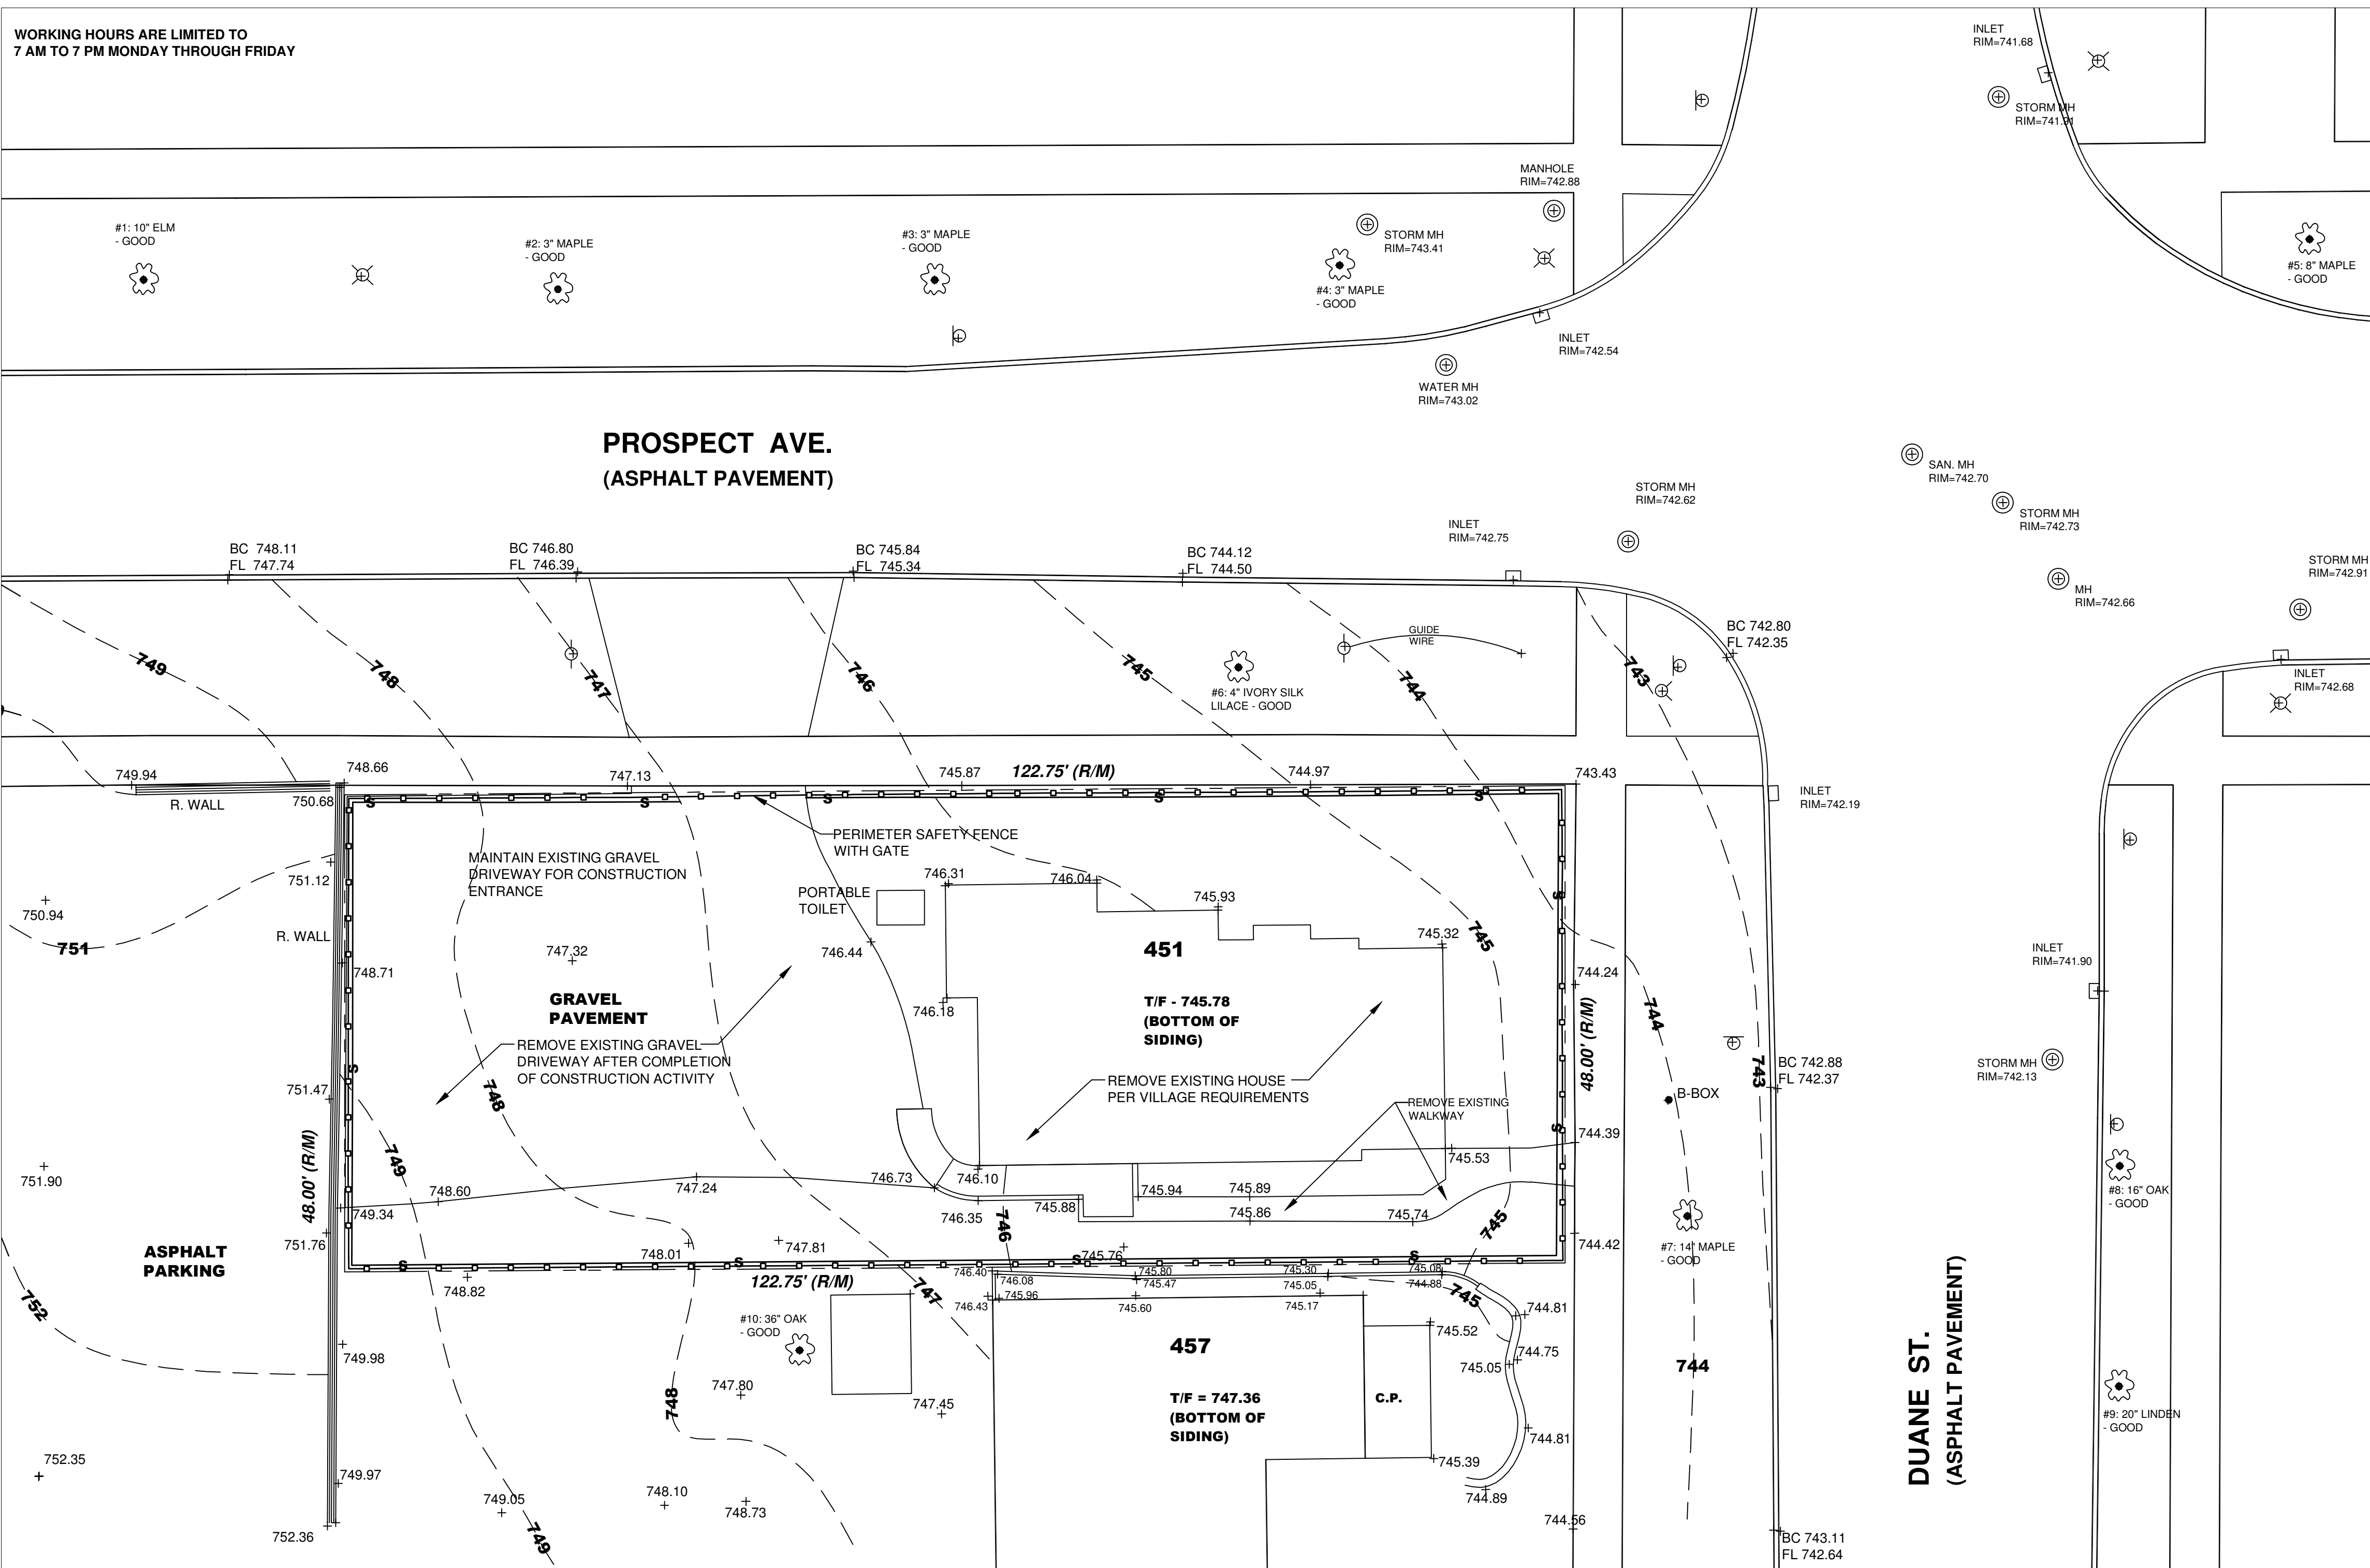 WORKING HOURS ARE LIMITED TO
7 AM TO 7 PM MONDAY THROUGH FRIDAY
INLET
RIM=741.68
STORM MH
RIM=741.91
MANHOLE
RIM=742.88
#1: 10" ELM
- GOOD
#2: 3" MAPLE
- GOOD
#3: 3" MAPLE
- GOOD
STORM MH
RIM=743.41
#4: 3" MAPLE
- GOOD
#5: 8" MAPLE
- GOOD
INLET
RIM=742.54
WATER MH
RIM=743.02
PROSPECT AVE.
(ASPHALT PAVEMENT)
SAN. MH
RIM=742.70
STORM MH
RIM=742.62
STORM MH
RIM=742.73
INLET
RIM=742.75
STORM MH
RIM=742.91
MH
RIM=742.66
BC 748.11
FL 747.74
BC 746.80
FL 746.39
BC 745.84
FL 745.34
BC 744.12
FL 744.50
BC 742.80
FL 742.35
GUIDE
WIRE
749
748
747
746
745
744
743
#6: 4" IVORY SILK
LILACE - GOOD
INLET
RIM=742.68
749.94
748.66
747.13
745.87
122.75' (R/M)
744.97
743.43
R. WALL
750.68
S
S
S
S
S
INLET
RIM=742.19
PERIMETER SAFETY FENCE
WITH GATE
MAINTAIN EXISTING GRAVEL
DRIVEWAY FOR CONSTRUCTION
ENTRANCE
751.12
PORTABLE
TOILET
746.31
746.04
745.93
S
750.94
751
R. WALL
747.32
746.44
451
745.32
745
INLET
RIM=741.90
748.71
744.24
GRAVEL
PAVEMENT
746.18
T/F - 745.78
(BOTTOM OF
SIDING)
48.00' (R/M)
744
REMOVE EXISTING GRAVEL
DRIVEWAY AFTER COMPLETION
OF CONSTRUCTION ACTIVITY
S
743
BC 742.88
FL 742.37
STORM MH
RIM=742.13
751.47
748
REMOVE EXISTING HOUSE
PER VILLAGE REQUIREMENTS
REMOVE EXISTING
WALKWAY
B-BOX
S
744.39
48.00' (R/M)
749
745.53
751.90
748.60
747.24
746.73
746.10
745.94
745.89
#8: 16" OAK
- GOOD
749.34
746.35
745.88
745.86
745.74
746
745
751.76
748.01
747.81
745.76
744.42
#7: 14" MAPLE
- GOOD
ASPHALT
PARKING
S
S
S
S
122.75' (R/M)
748.82
746.40
746.08
745.80
745.47
745.30
745.05
745.08
744.88
746.43
745.96
745.60
745.17
747
745
744.81
752
#10: 36" OAK
- GOOD
457
745.52
749.98
744.75
745.05
744
747.80
748
747.45
T/F = 747.36
(BOTTOM OF
SIDING)
C.P.
#9: 20" LINDEN
- GOOD
744.81
752.35
749.97
745.39
DUANE ST.
(ASPHALT PAVEMENT)
749.05
748.10
748.73
744.89
752.36
749
744.56
BC 743.11
FL 742.64